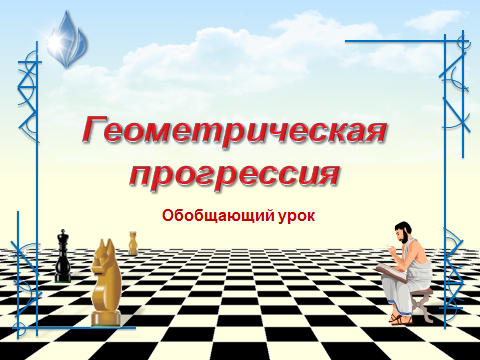 Геометрическая
прогрессия
Обобщающий урок